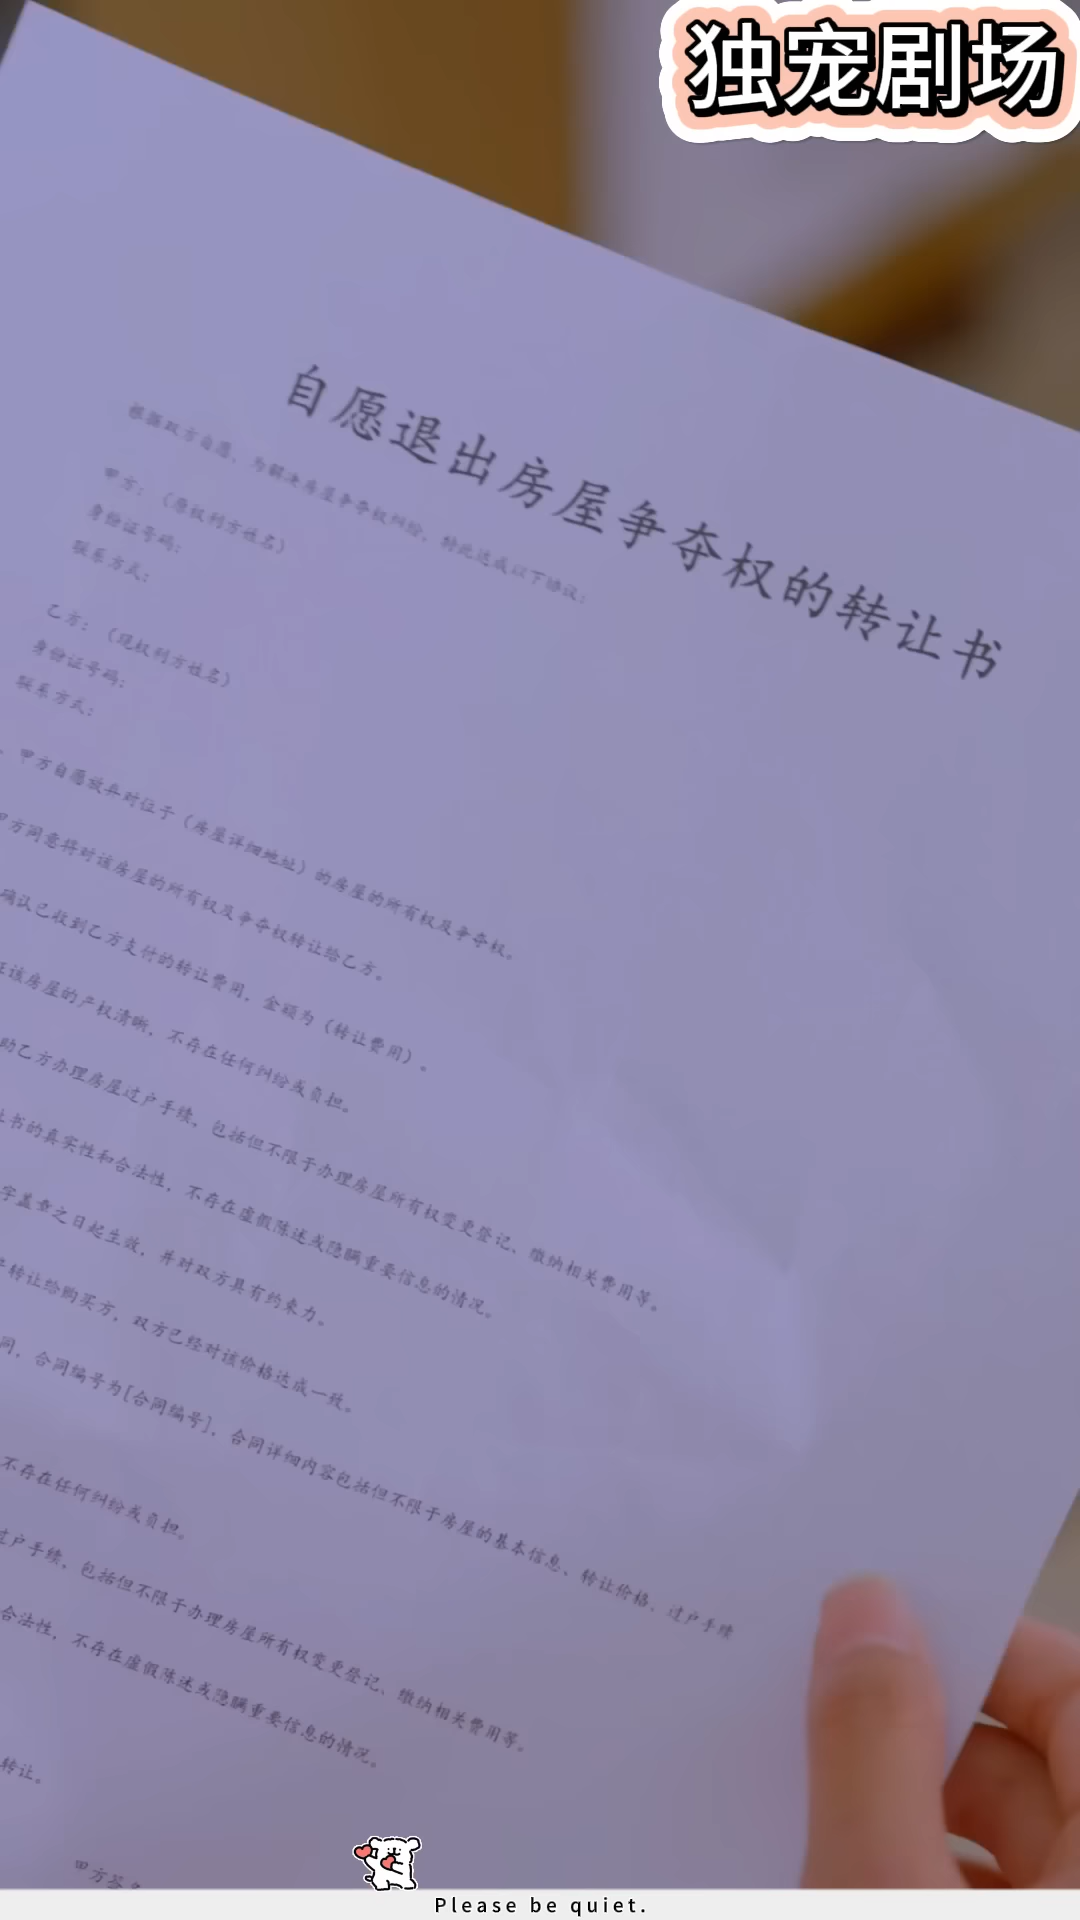 独宠剧场
自愿退出房屋争夺权的转让书
根据双方自愿，为解决房屋争夺权纠纷，特此达成以下协议：
甲方：（原权利方姓名）
身份证号码：
联系方式：
乙方：（现权利方姓名）
身份证号码：
联系方式：
甲方自愿放弃对位于（房屋详细地址）的房屋的所有权及争夺权。
甲方同意将对该房屋的所有权及争夺权转让给乙方。
确认已收到乙方支付的转让费用，金额为（转让费用）。
该房屋的产权清晰，不存在任何纠纷或负担。
助乙方办理房屋过户手续，包括但不限于办理房屋所有权变更登记、缴纳相关费用等。
书的真实性和合法性，不存在虚假陈述或隐瞒重要信息的情况。
字盖章之日起生效，并对双方具有约束力。
转让给购买方，双方已经对该价格达成一致。
同，合同编号为[合同编号]，合同详细内容包括但不限于房屋的基本信息、转让价格、过户手续
不存在任何纠纷或负担。
过户手续，包括但不限于办理房屋所有权变更登记、缴纳相关费用等。
合法性，不存在虚假陈述或隐瞒重要信息的情况。
转让。
甲方签名
Please be quiet.